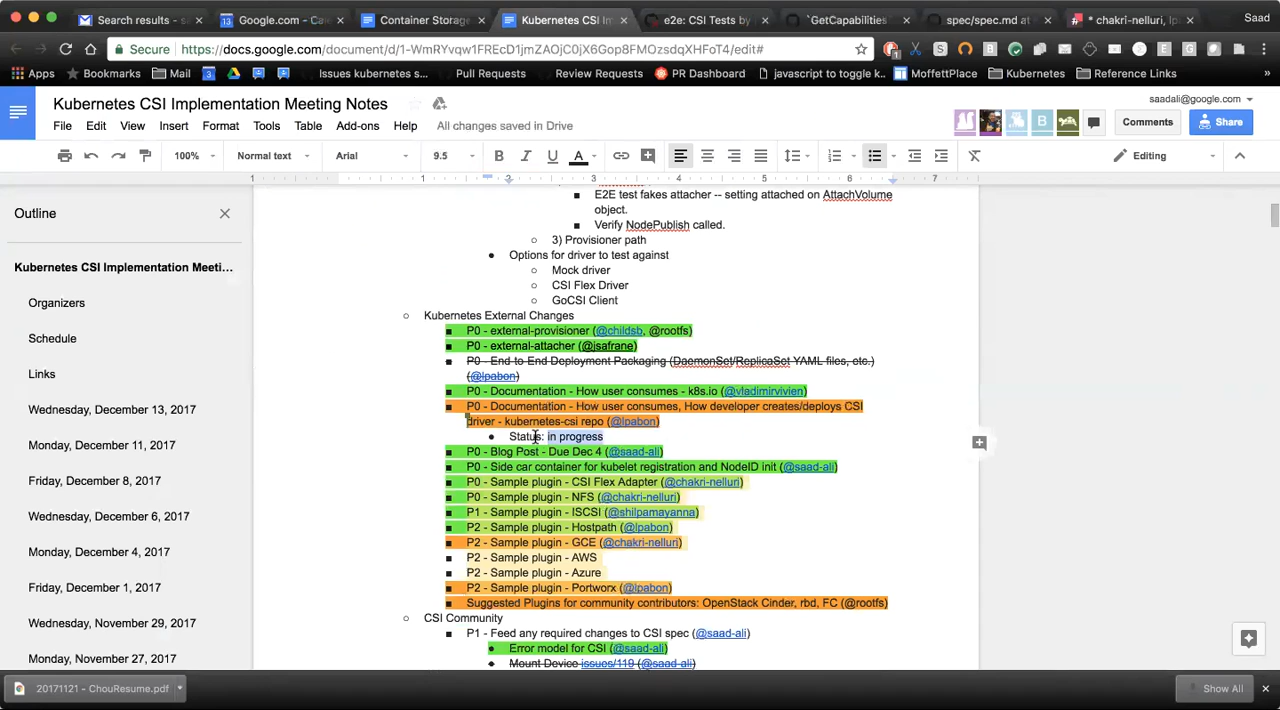 Search results - s
Google.com - Cale
Container Storage
Kubernetes CSI Im
e2e: CSI Tests by
`GetCapabilities`
spec/spec.md at
* chakri-nelluri, lp
Saad
Secure
https://docs.google.com/document/d/1-WmRYvqw1FREcD1jmZAOjC0jX6Gop8FMOzsdqXHFoT4/edit#
Apps
Bookmarks
Mail
Issues kubernetes s...
Pull Requests
Review Requests
PR Dashboard
javascript to toggle k..
MoffettPlace
Kubernetes
Reference Links
Kubernetes CSI Implementation Meeting Notes
saadali@google.com
File Edit View Insert Format Tools Table Add-ons Help
All changes saved in Drive
Comments
Share
100%
Normal text
Arial
9.5
Editing
1 1 2 3 4 5 6 7
Outline
Kubernetes CSI Implementation Meeti...
Organizers
Schedule
Links
Wednesday, December 13, 2017
Monday, December 11, 2017
Friday, December 8, 2017
Wednesday, December 6, 2017
Monday, December 4, 2017
Friday, December 1, 2017
Wednesday, November 29, 2017
Monday, November 27, 2017
E2E test fakes attacher -- setting attached on AttachVolume
object.
Verify NodePublish called.
3) Provisioner path
Options for driver to test against
Mock driver
CSI Flex Driver
GoCSI Client
Kubernetes External Changes
P0 - external-provisioner (@childsb, @rootfs)
P0 - external-attacher (@jsafrane)
P0 - End-to-End Deployment Packaging (DaemonSet/ReplicaSet YAML files, etc.)
(@lpabon)
P0 - Documentation - How user consumes - k8s.io (@vladimirvivien)
P0 - Documentation - How user consumes, How developer creates/deploys CSI
driver - kubernetes-csi repo (@lpabon)
Status: in progress
P0 - Blog Post - Due Dec 4 (@saad-ali)
P0 - Side car container for kubelet registration and NodeID init (@saad-ali)
P0 - Sample plugin - CSI Flex Adapter (@chakri-nelluri)
P0 - Sample plugin - NFS (@chakri-nelluri)
P1 - Sample plugin - ISCSI (@shilpamayanna)
P2 - Sample plugin - Hostpath (@lpabon)
P2 - Sample plugin - GCE (@chakri-nelluri)
P2 - Sample plugin - AWS
P2 - Sample plugin - Azure
P2 - Sample plugin - Portworx (@lpabon)
Suggested Plugins for community contributors: OpenStack Cinder, rbd, FC (@rootfs)
CSI Community
P1 - Feed any required changes to CSI spec (@saad-ali)
Error model for CSI (@saad-ali)
Mount Device issues/119 (@saad-ali)
20171121 - ChouResume.pdf
Show All